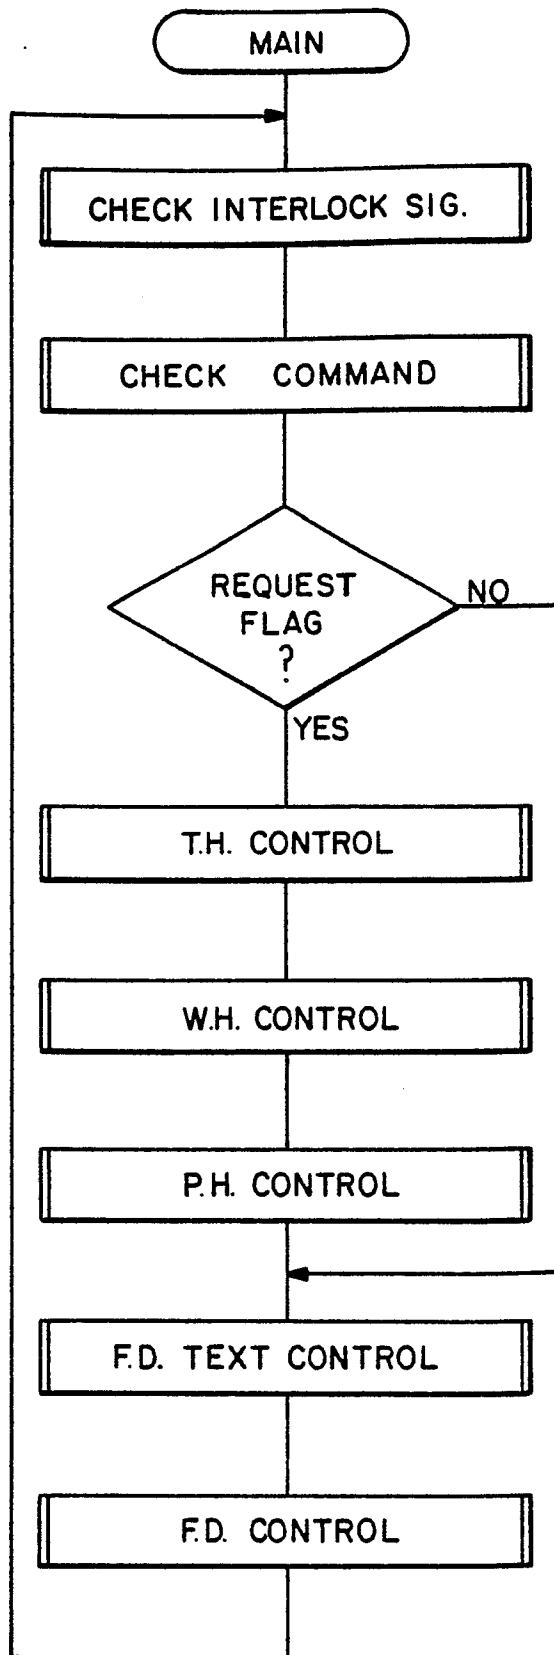 MAIN
CHECK INTERLOCK SIG.
CHECK COMMAND
REQUEST
FLAG
?
NO
YES
T.H. CONTROL
W.H. CONTROL
P.H. CONTROL
F.D. TEXT CONTROL
F.D. CONTROL